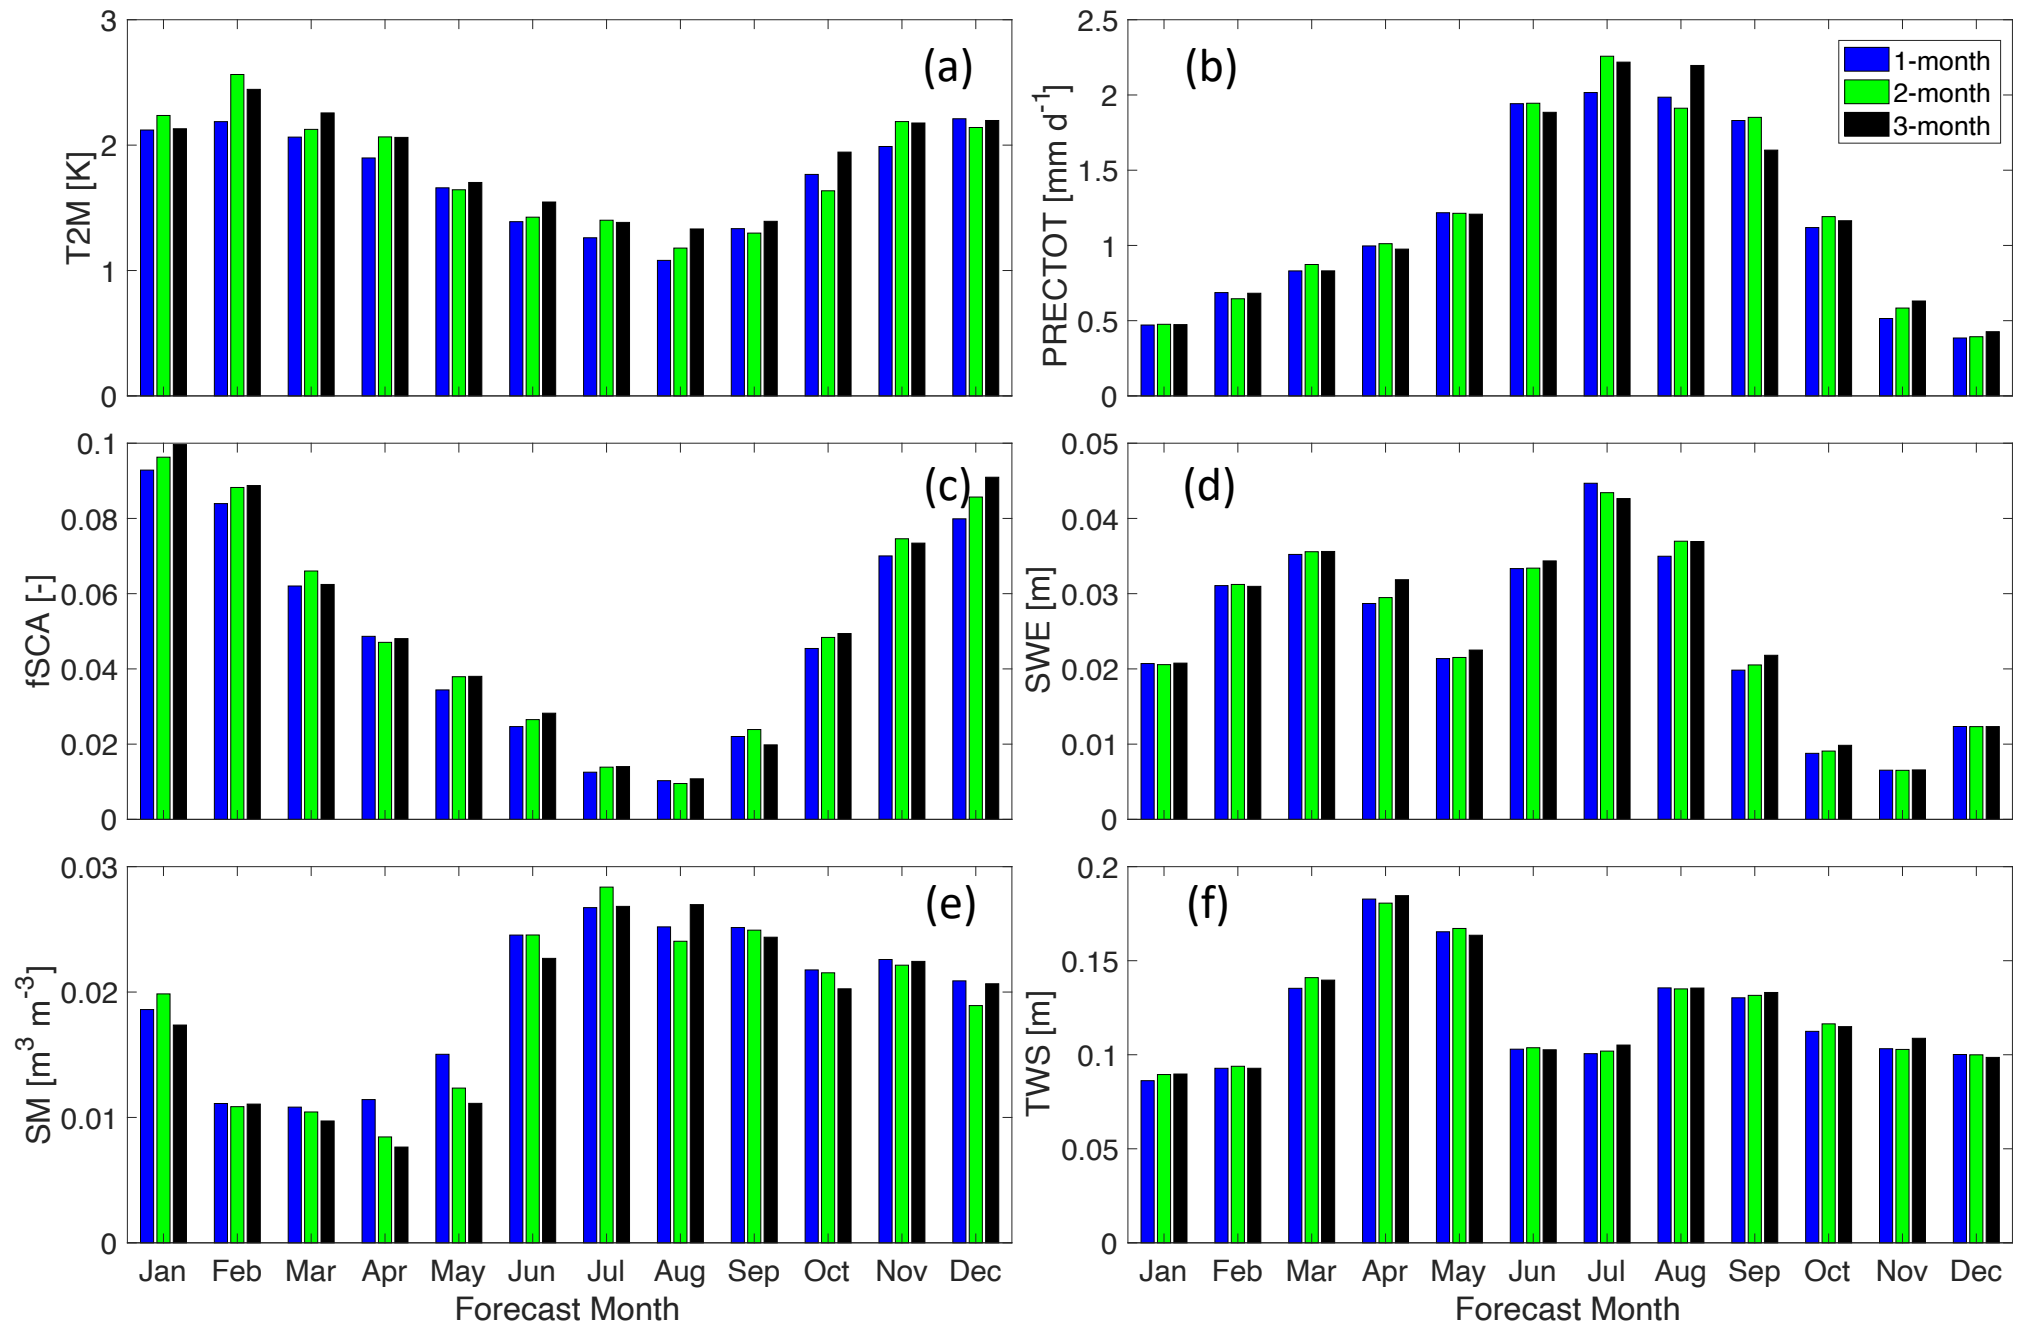 (a)
T2M [K]
3
2
1
0
(b)
PRECTOT [mm d⁻¹]
2.5
2
1.5
1
0.5
0
1-month
2-month
3-month
(c)
fSCA [-]
0.1
0.08
0.06
0.04
0.02
0
(d)
SWE [m]
0.05
0.04
0.03
0.02
0.01
0
(e)
SM [m³ m⁻³]
0.03
0.02
0.01
0
Jan Feb Mar Apr May Jun Jul Aug Sep Oct Nov Dec
Forecast Month
(f)
TWS [m]
0.2
0.15
0.1
0.05
0
Jan Feb Mar Apr May Jun Jul Aug Sep Oct Nov Dec
Forecast Month